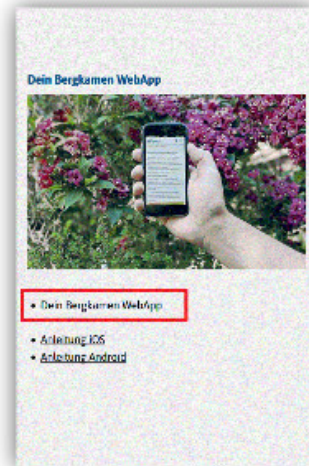 Dein Bergkamen WebApp
Dein Bergkamen WebApp
Anleitung iOS
Anleitung Android